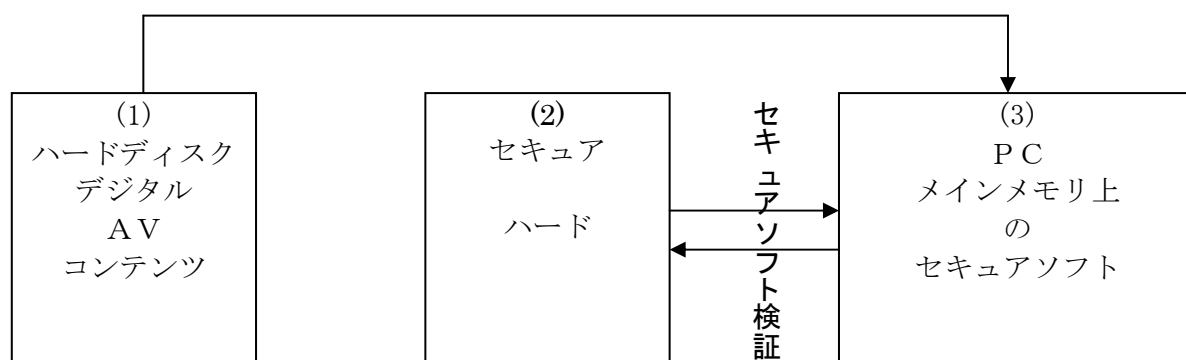 (1)
ハードディスク
デジタル
ＡＶ
コンテンツ
(2)
セキュア
ハード
セキュアソフト検証
(3)
ＰＣ
メインメモリ上
の
セキュアソフト